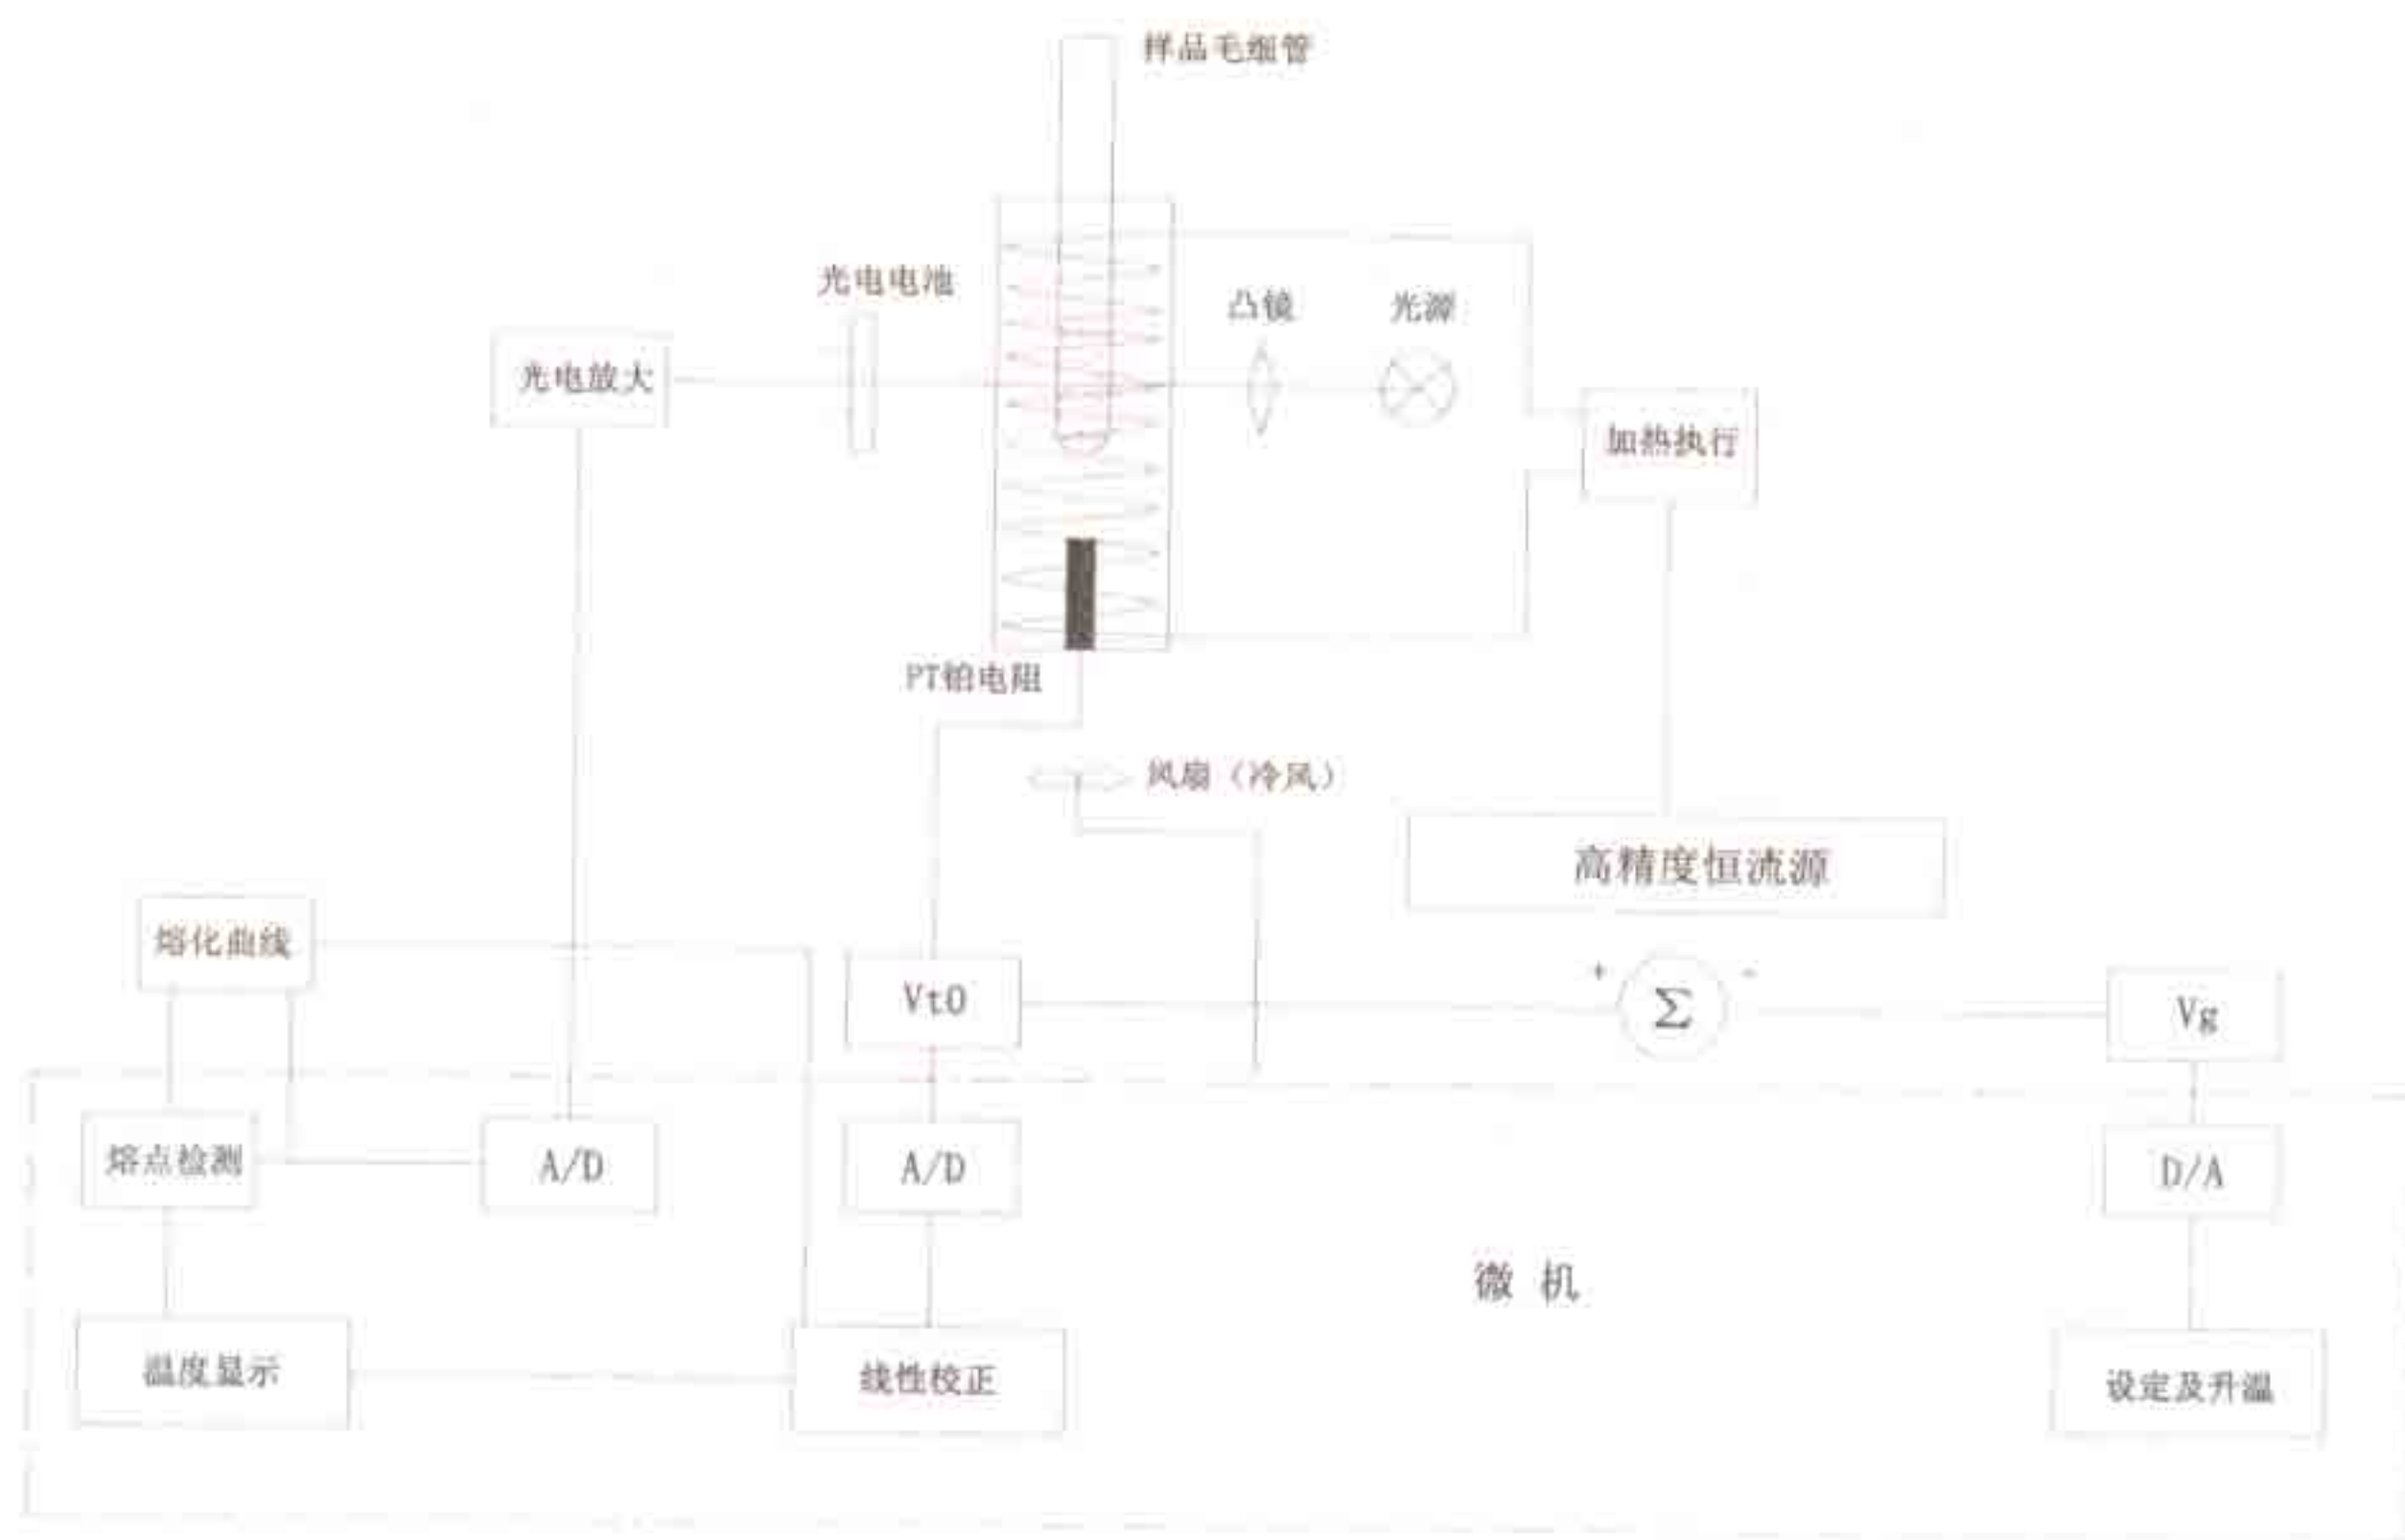 样品毛细管
光电电池
凸镜
光源
光电放大
加热执行
PT铂电阻
风扇（冷风）
高精度恒流源
熔化曲线
Vt0
+
Σ
-
Vg
熔点检测
A/D
A/D
D/A
微 机
温度显示
线性校正
设定及升温